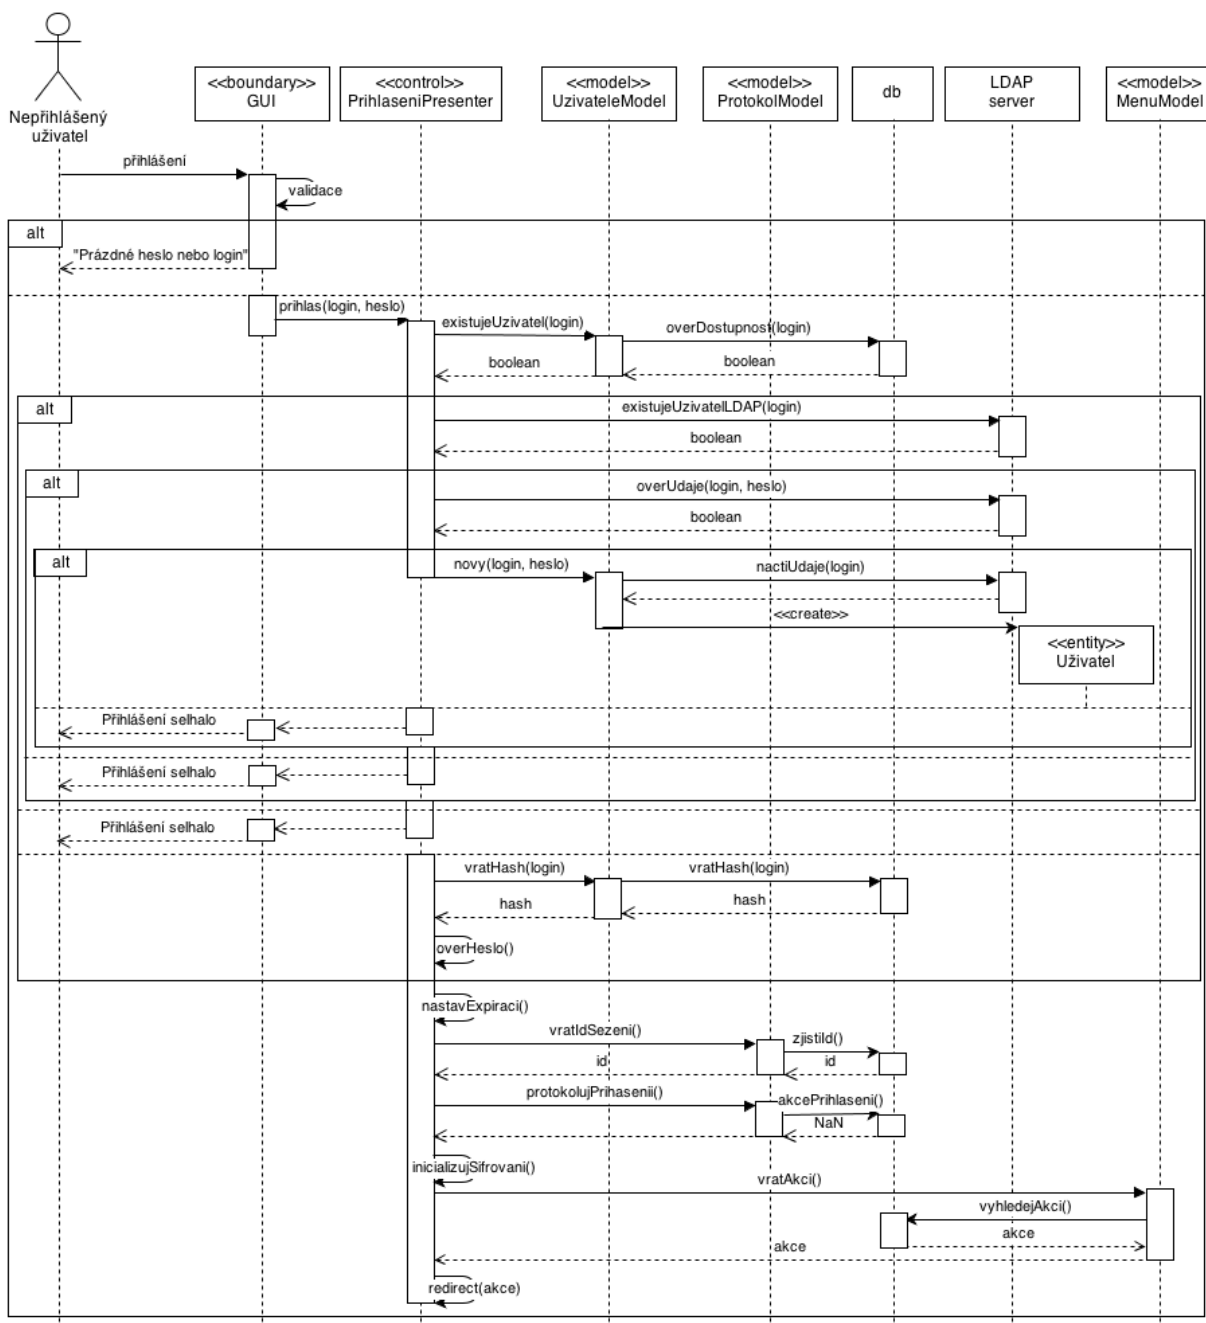 Nepřihlášený
uživatel
<<boundary>>
GUI
<<control>>
PrihlaseniPresenter
<<model>>
UzivateleModel
<<model>>
ProtokolModel
db
LDAP
server
<<model>>
MenuModel
přihlášení
validace
alt
"Prázdné heslo nebo login"
prihlas(login, heslo)
existujeUzivatel(login)
overDostupnost(login)
boolean
boolean
alt
existujeUzivatelLDAP(login)
boolean
alt
overUdaje(login, heslo)
boolean
alt
novy(login, heslo)
nactiUdaje(login)
<<create>>
<<entity>>
Uživatel
Přihlášení selhalo
Přihlášení selhalo
Přihlášení selhalo
vratHash(login)
vratHash(login)
hash
hash
overHeslo()
nastavExpiraci()
vratIdSezeni()
zjistiId()
id
id
protokolujPrihasenii()
akcePrihlaseni()
NaN
inicializujSifrovani()
vratAkci()
vyhledejAkci()
akce
akce
redirect(akce)